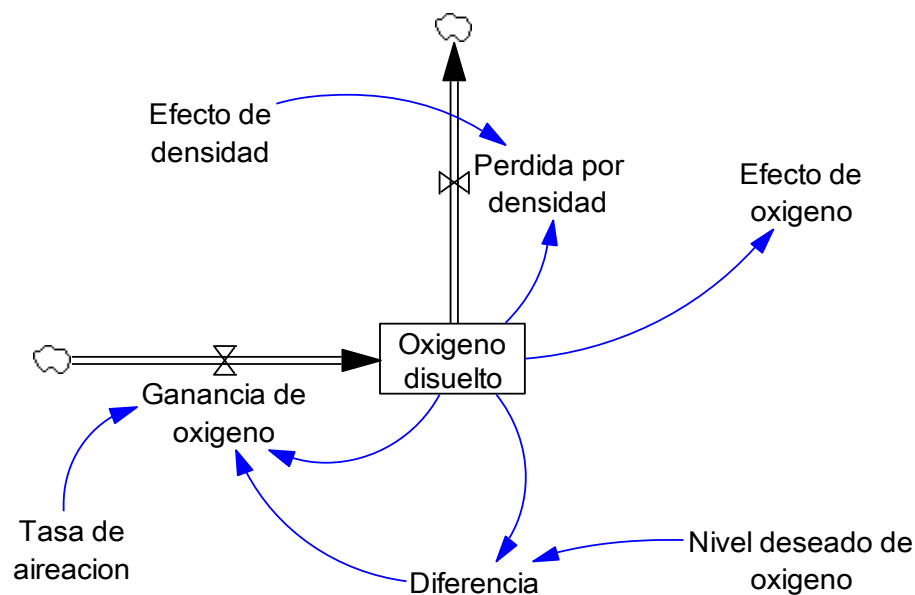 Efecto de
densidad
Perdida por
densidad
Efecto de
oxigeno
Oxigeno
disuelto
Ganancia de
oxigeno
Tasa de
aireacion
Diferencia
Nivel deseado de
oxigeno